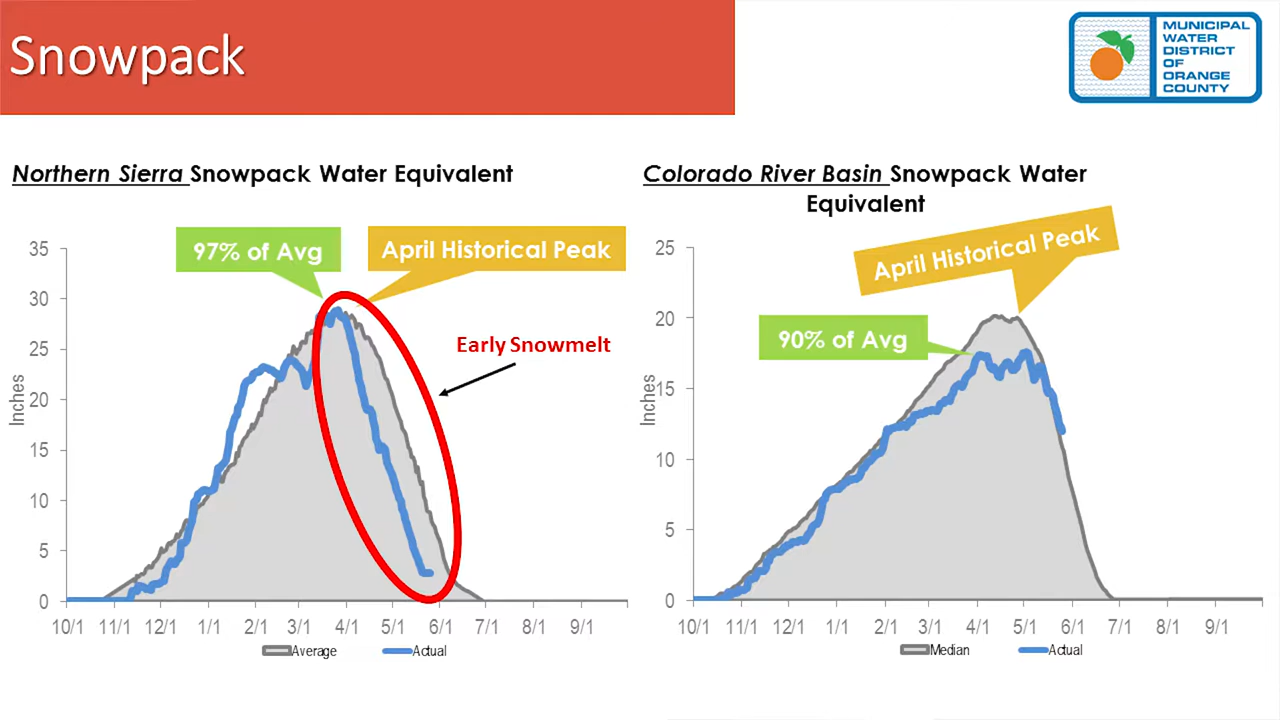 Snowpack
MUNICIPAL
WATER
DISTRICT
OF
ORANGE
COUNTY
Northern Sierra Snowpack Water Equivalent
97% of Avg
April Historical Peak
Early Snowmelt
Inches
35
30
25
20
15
10
5
0
10/1 11/1 12/1 1/1 2/1 3/1 4/1 5/1 6/1 7/1 8/1 9/1
Average Actual
Colorado River Basin Snowpack Water
Equivalent
April Historical Peak
90% of Avg
Inches
25
20
15
10
5
0
10/1 11/1 12/1 1/1 2/1 3/1 4/1 5/1 6/1 7/1 8/1 9/1
Median Actual